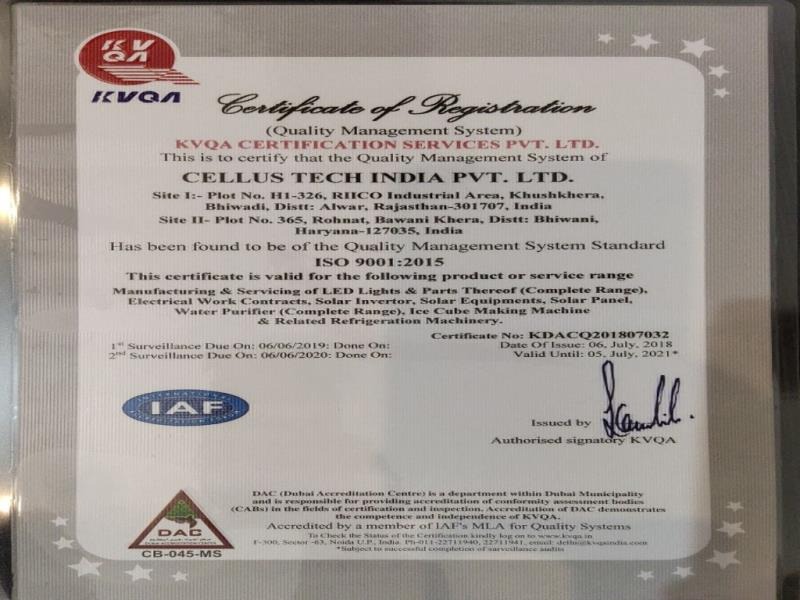 KVQA
KVQA
Certificate of Registration
(Quality Management System)
KVQA CERTIFICATION SERVICES PVT. LTD.
This is to certify that the Quality Management System of
CELLUS TECH INDIA PVT. LTD.
Site I:- Plot No. H1-326, RIICO Industrial Area, Khushkhera,
Bhiwadi, Distt: Alwar, Rajasthan-301707, India
Site II- Plot No. 365, Rohnat, Bawani Khera, Distt: Bhiwani,
Haryana-127035, India
Has been found to be of the Quality Management System Standard
ISO 9001:2015
This certificate is valid for the following product or service range
Manufacturing & Servicing of LED Lights & Parts Thereof (Complete Range),
Electrical Work Contracts, Solar Invertor, Solar Equipments, Solar Panel,
Water Purifier (Complete Range), Ice Cube Making Machine
& Related Refrigeration Machinery.
Certificate No: KDACQ201807032
1st Surveillance Due On: 06/06/2019: Done On:
Date Of Issue: 06, July, 2018
2nd Surveillance Due On: 06/06/2020: Done On:
Valid Until: 05, July, 2021*
INTERNATIONAL
IAF
ACCREDITATION FORUM
Issued by
Authorised signatory KVQA
DAC (Dubai Accreditation Centre) is a department within Dubai Municipality
and is responsible for providing accreditation of conformity assessment bodies
(CABs) in the fields of certification and inspection. Accreditation of DAC demonstrates
the competence and independence of KVQA.
Accredited by a member of IAF's MLA for Quality Systems
To Check the Status of the Certification kindly log on to www.kvqa.in
F-300, Sector -63, Noida U.P., India. Ph-011-22711940, 22711941, email: delhi@kvqaindia.com
*Subject to successful completion of surveillance audits
DAC
DUBAI ACCREDITATION CENTER
CB-045-MS